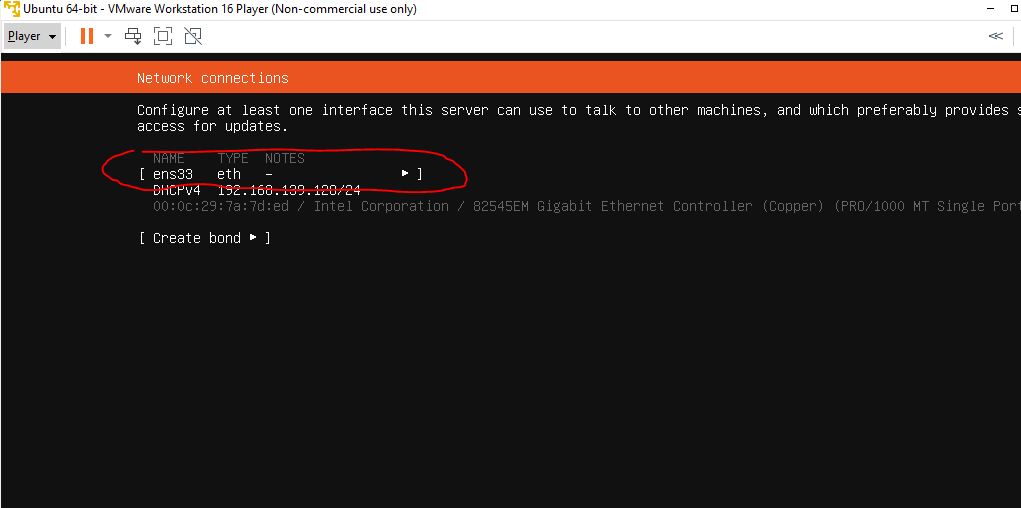 Ubuntu 64-bit - VMware Workstation 16 Player (Non-commercial use only)
Player
Network connections
Configure at least one interface this server can use to talk to other machines, and which preferably provides s
access for updates.
NAME TYPE NOTES
[ ens33 eth - ▸ ]
DHCPv4 192.168.139.128/24
00:0c:29:7a:7d:ed / Intel Corporation / 82545EM Gigabit Ethernet Controller (Copper) (PRO/1000 MT Single Port
[ Create bond ▸ ]